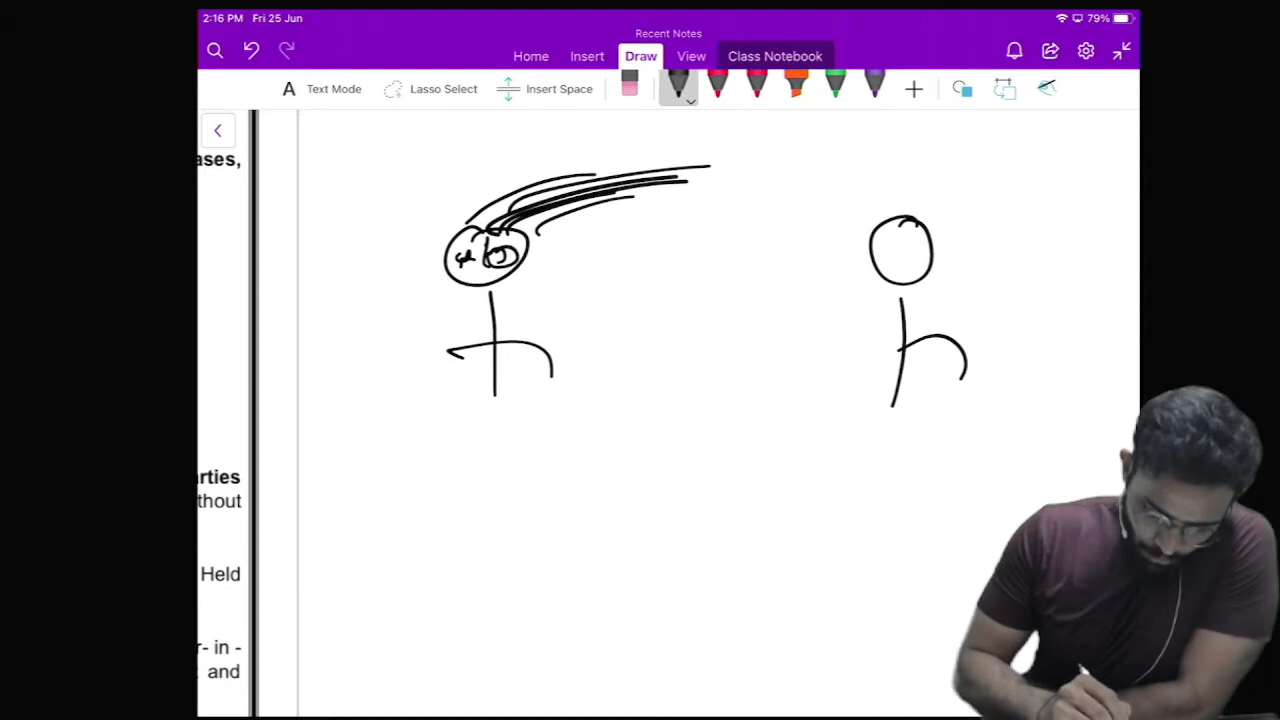 2:16 PM Fri 25 Jun 79%
Recent Notes
Home Insert Draw View Class Notebook
A Text Mode Lasso Select Insert Space
ases,
arties
thout
Held
r- in -
and